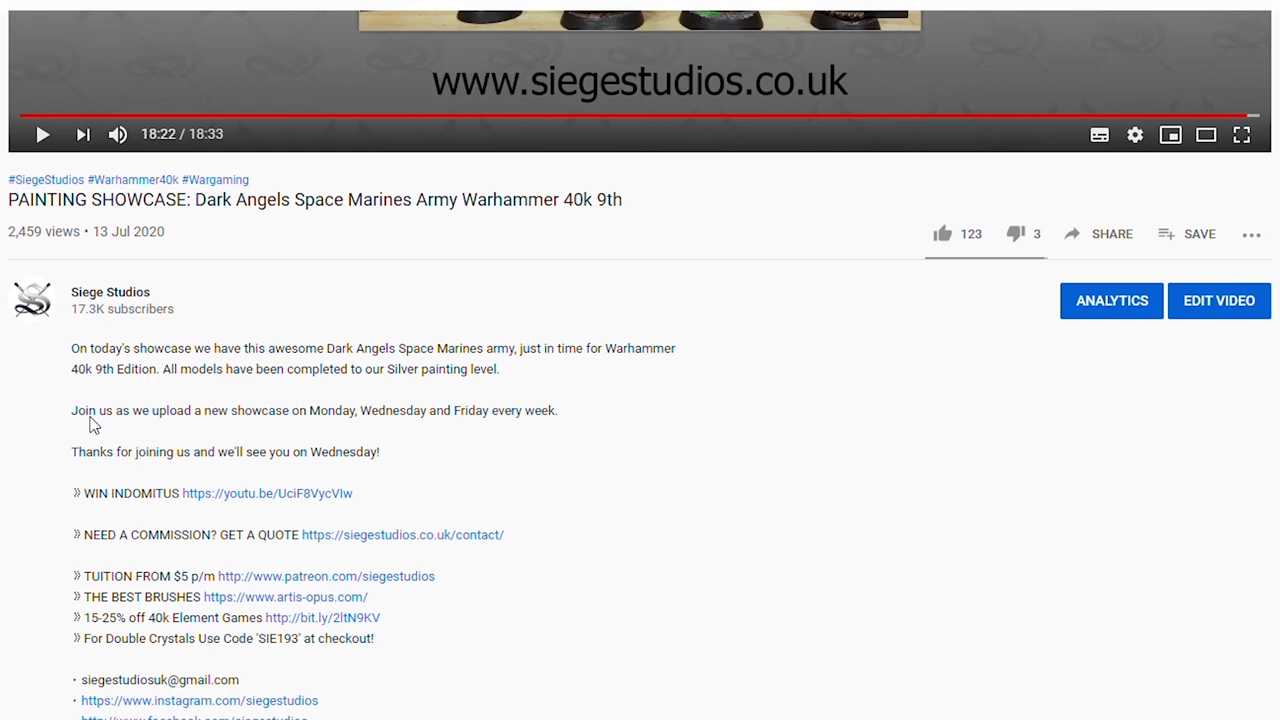 www.siegestudios.co.uk
18:22 / 18:33
#SiegeStudios #Warhammer40k #Wargaming
PAINTING SHOWCASE: Dark Angels Space Marines Army Warhammer 40k 9th
2,459 views • 13 Jul 2020
123 3 SHARE SAVE
Siege Studios
17.3K subscribers
ANALYTICS EDIT VIDEO
On today's showcase we have this awesome Dark Angels Space Marines army, just in time for Warhammer
40k 9th Edition. All models have been completed to our Silver painting level.
Join us as we upload a new showcase on Monday, Wednesday and Friday every week.
Thanks for joining us and we'll see you on Wednesday!
⟫ WIN INDOMITUS https://youtu.be/UciF8VycVIw
⟫ NEED A COMMISSION? GET A QUOTE https://siegestudios.co.uk/contact/
⟫ TUITION FROM $5 p/m http://www.patreon.com/siegestudios
⟫ THE BEST BRUSHES https://www.artis-opus.com/
⟫ 15-25% off 40k Element Games http://bit.ly/2ltN9KV
⟫ For Double Crystals Use Code 'SIE193' at checkout!
· siegestudiosuk@gmail.com
· https://www.instagram.com/siegestudios
· http://www.facebook.com/siegestudios